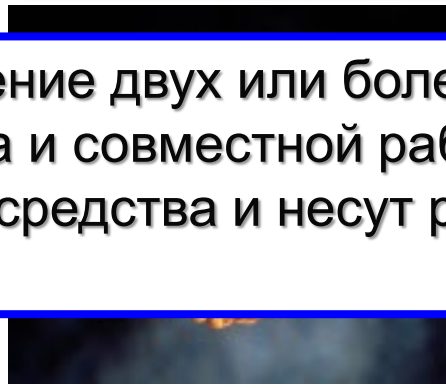 ение двух или боле
а и совместной раб
средства и несут р